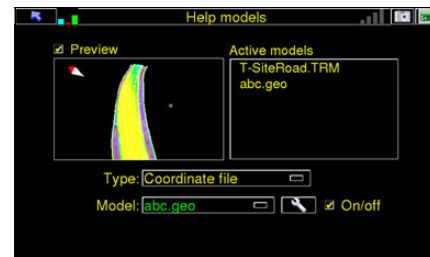 Help models
Preview
Active models
T-SiteRoad.TRM
abc.geo
Type: Coordinate file
Model: abc.geo
On/off